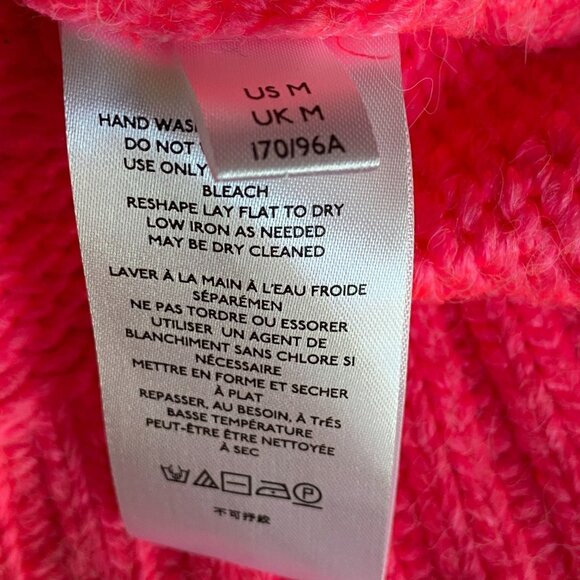 US M
UK M
170/96A
HAND WAS
DO NOT
USE ONLY
BLEACH
RESHAPE LAY FLAT TO DRY
LOW IRON AS NEEDED
MAY BE DRY CLEANED
LAVER À LA MAIN À L'EAU FROIDE
SÉPARÉMEN
NE PAS TORDRE OU ESSORER
UTILISER UN AGENT DE
BLANCHIMENT SANS CHLORE SI
NÉCESSAIRE
METTRE EN FORME ET SECHER
À PLAT
REPASSER, AU BESOIN, À TRÉS
BASSE TEMPÉRATURE
PEUT-ÊTRE ÊTRE NETTOYÉE
À SEC
P
不可拧絞